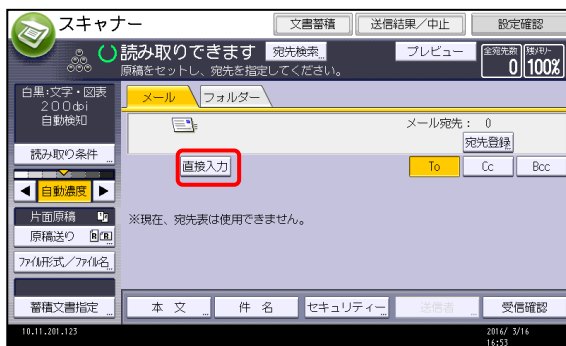 スキャナー
文書蓄積
送信結果／中止
設定確認
読み取りできます
宛先検索
プレビュー
全宛先数
0
残メモリー
100%
原稿をセットし、宛先を指定してください。
白黒:文字・図表
200dpi
自動検知
メール
フォルダー
メール宛先： 0
宛先登録
読み取り条件
直接入力
To
Cc
Bcc
自動濃度
片面原稿
※現在、宛先表は使用できません。
原稿送り
ファイル形式／ファイル名
蓄積文書指定
本 文
件 名
セキュリティー
送信者
受信確認
10.11.201.123
2016/ 3/16
16:53